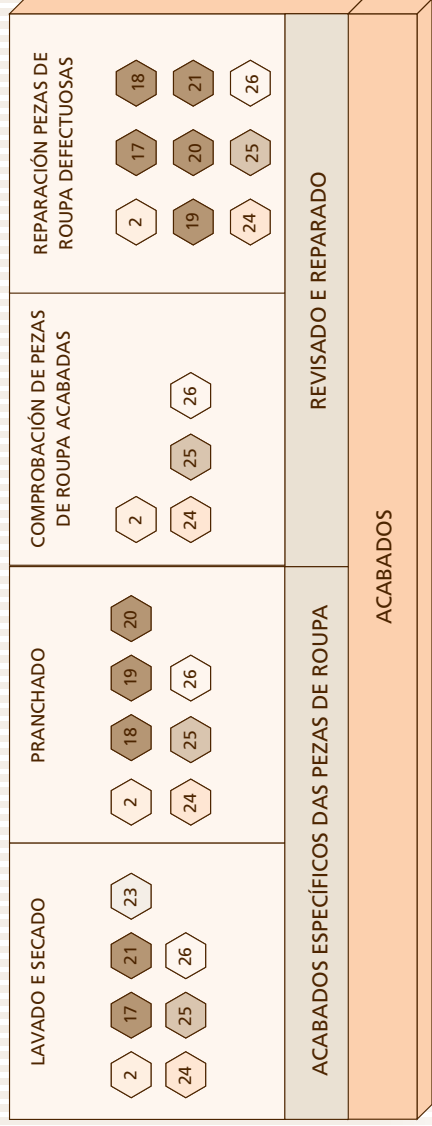 LAVADO E SECADO
2 17 21 23
24 25 26
PRANCHADO
2 18 19 20
24 25 26
COMPROBACIÓN DE PEZAS
DE ROUPA ACABADAS
2
24 25 26
REPARACIÓN PEZAS DE
ROUPA DEFECTUOSAS
2 17 18
19 20 21
24 25 26
ACABADOS ESPECÍFICOS DAS PEZAS DE ROUPA
REVISADO E REPARADO
ACABADOS